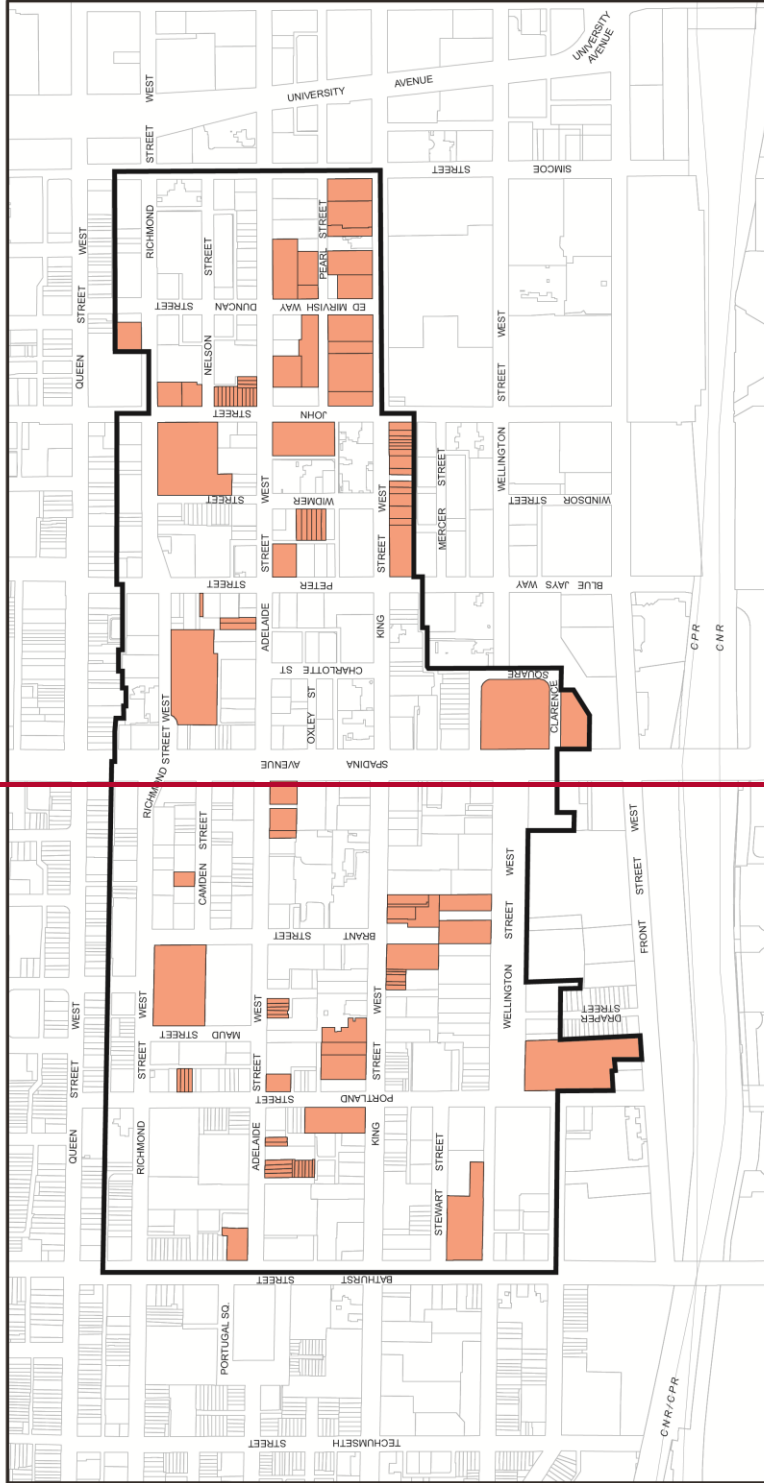 UNIVERSITY
AVENUE
UNIVERSITY
AVENUE
STREET
WEST
STREET
SIMCOE
QUEEN
STREET
WEST
RICHMOND
STREET
PEARL
STREET
STREET
DUNCAN
ED MIRVISH WAY
NELSON
STREET
JOHN
STREET
WEST
WELLINGTON
STREET
WIDMER
WEST
STREET
WEST
KING
STREET
MERCER
STREET
WINDSOR
STREET
PETER
BLUE JAYS WAY
ADELAIDE
STREET
CHARLOTTE
ST
CPR
CNR
OXLEY ST
SQUARE
CLARENCE
RICHMOND STREET WEST
AVENUE
SPADINA
CAMDEN
STREET
STREET
BRANT
WELLINGTON
STREET
WEST
FRONT
STREET
WEST
QUEEN
STREET
WEST
STREET
WEST
STREET
MAUD
STREET
WEST
STREET
WEST
DRAPER
STREET
STREET
PORTLAND
RICHMOND
ADELAIDE
KING
STEWART
STREET
STREET
BATHURST
PORTUGAL SQ.
STREET
TECHUMSETH
CNR/CPR